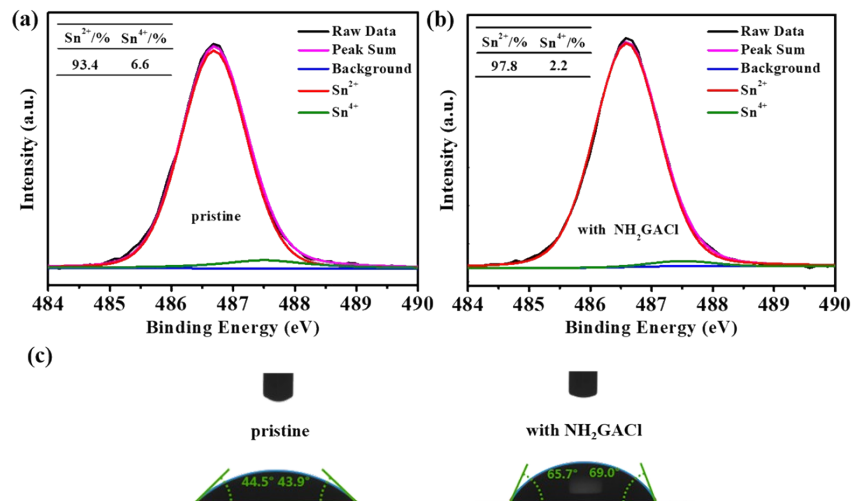 (a)
Sn²⁺/% Sn⁴⁺/%
93.4 6.6
Raw Data
Peak Sum
Background
Sn²⁺
Sn⁴⁺
pristine
Intensity (a.u.)
484 485 486 487 488 489 490
Binding Energy (eV)
(b)
Sn²⁺/% Sn⁴⁺/%
97.8 2.2
Raw Data
Peak Sum
Background
Sn²⁺
Sn⁴⁺
with NH₂GACl
Intensity (a.u.)
484 485 486 487 488 489 490
Binding Energy (eV)
(c)
pristine
44.5° 43.9°
with NH₂GACl
65.7° 69.0°